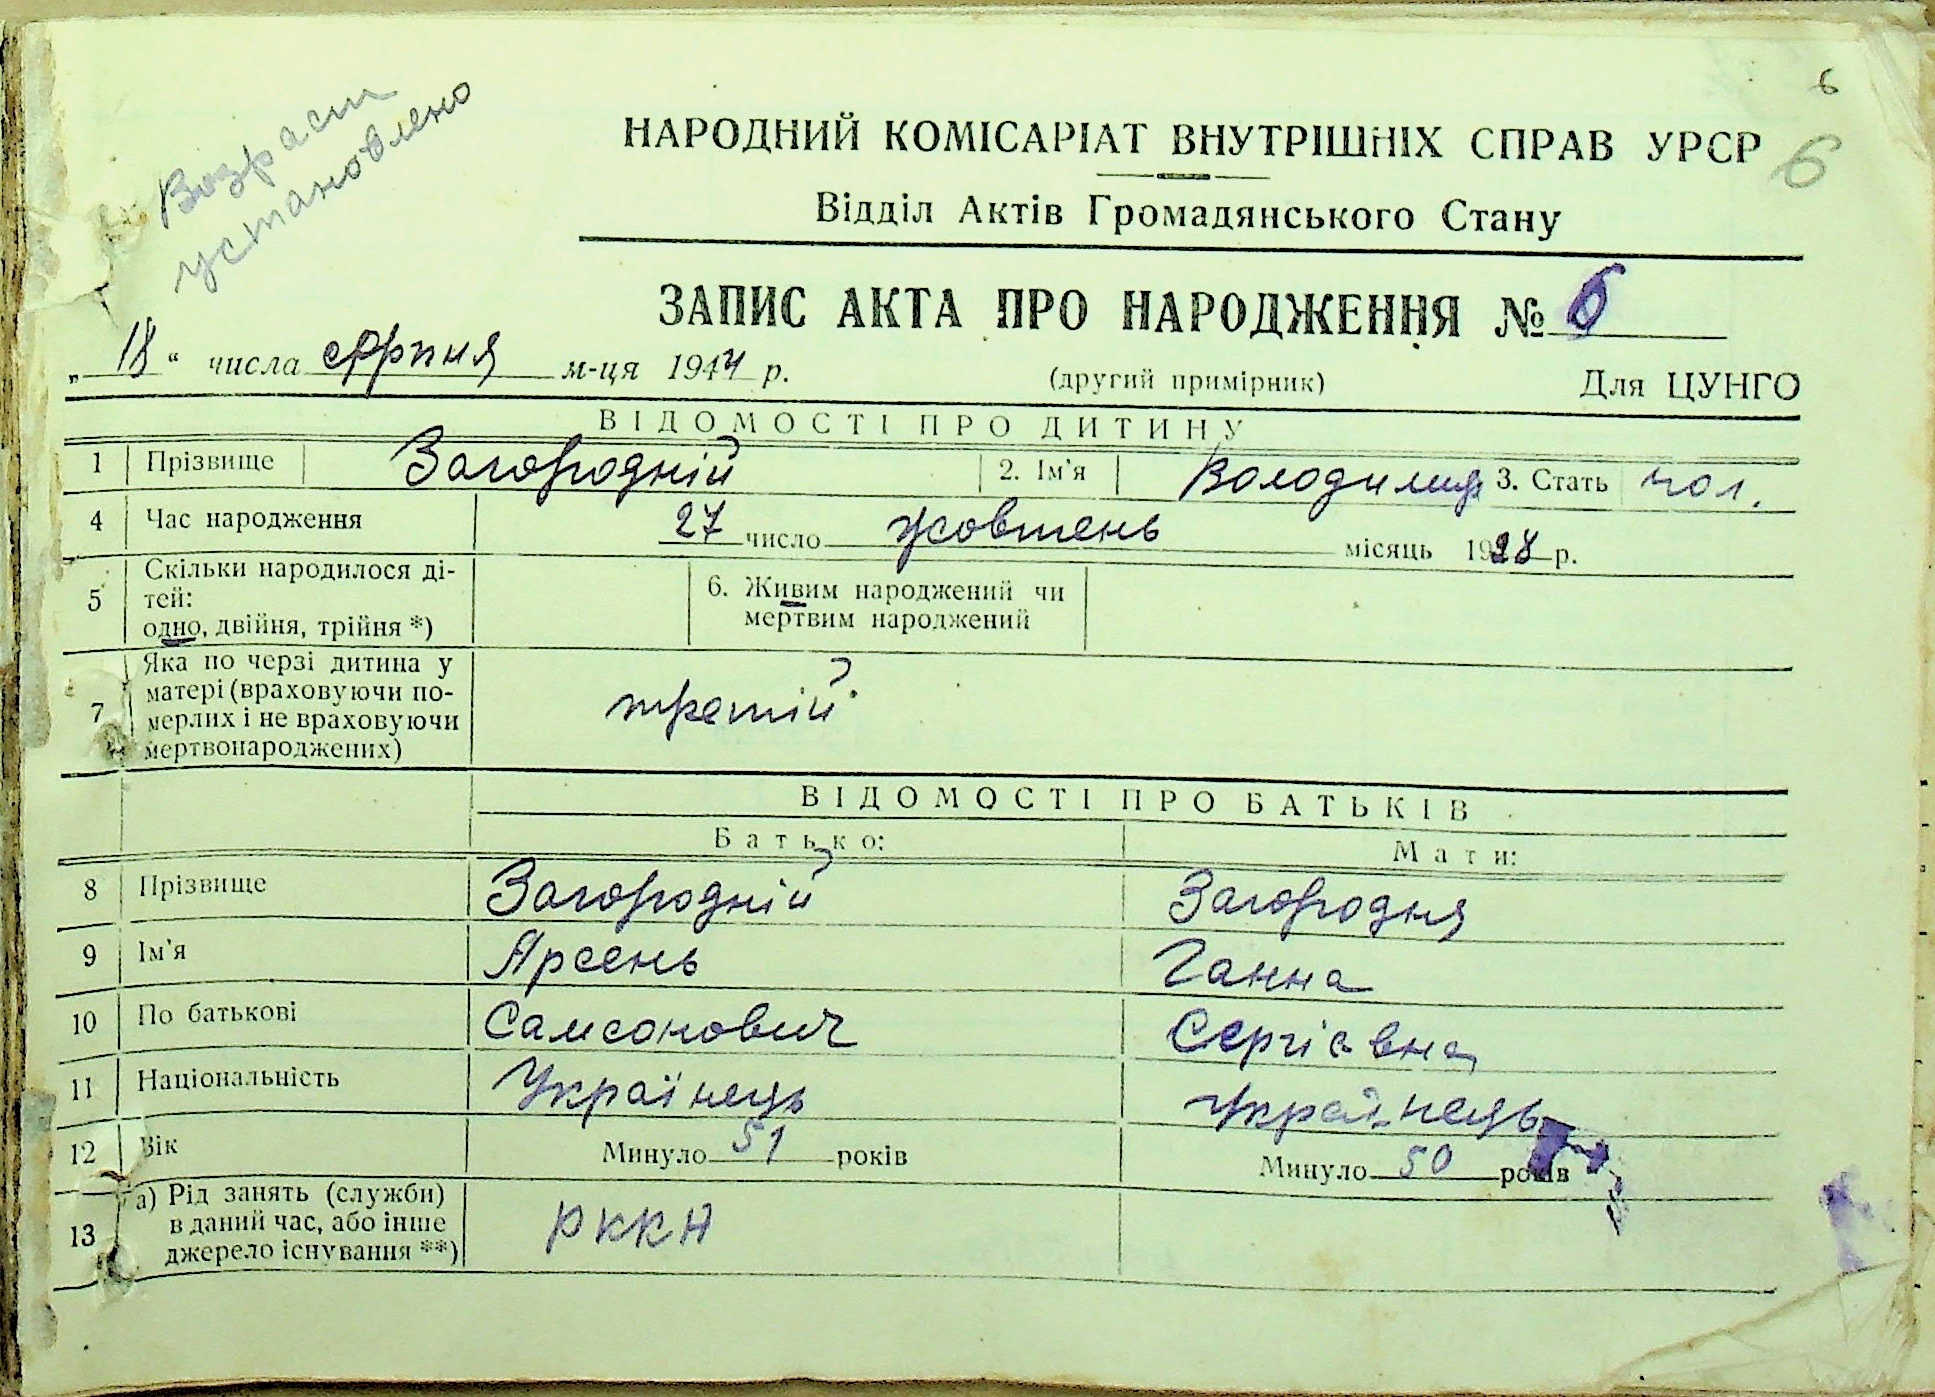 6
Возраст
установлено
НАРОДНИЙ КОМІСАРІАТ ВНУТРІШНІХ СПРАВ УРСР 6
Відділ Актів Громадянського Стану
ЗАПИС АКТА ПРО НАРОДЖЕННЯ № 6
„18“ числа серпня м-ця 1944 р. (другий примірник) Для ЦУНГО
ВІДОМОСТІ ПРО ДИТИНУ
1 Прізвище Загородній 2. Ім'я Володимир 3. Стать чол.
4 Час народження 27 число жовтень місяць 1928 р.
5 Скільки народилося ді-
тей:
одно, двійня, трійня *)
6. Живим народжений чи
мертвим народжений
7 Яка по черзі дитина у
матері (враховуючи по-
мерлих і не враховуючи
мертвонароджених)
третій
ВІДОМОСТІ ПРО БАТЬКІВ
Батько: Мати:
8 Прізвище Загородній Загородня
9 Ім'я Арсень Ганна
10 По батькові Самсонович Сергієвна
11 Національність Українець Українець
12 Вік Минуло 51 років Минуло 50 років
13 а) Рід занять (служби)
в даний час, або інше
джерело існування **)
РККА